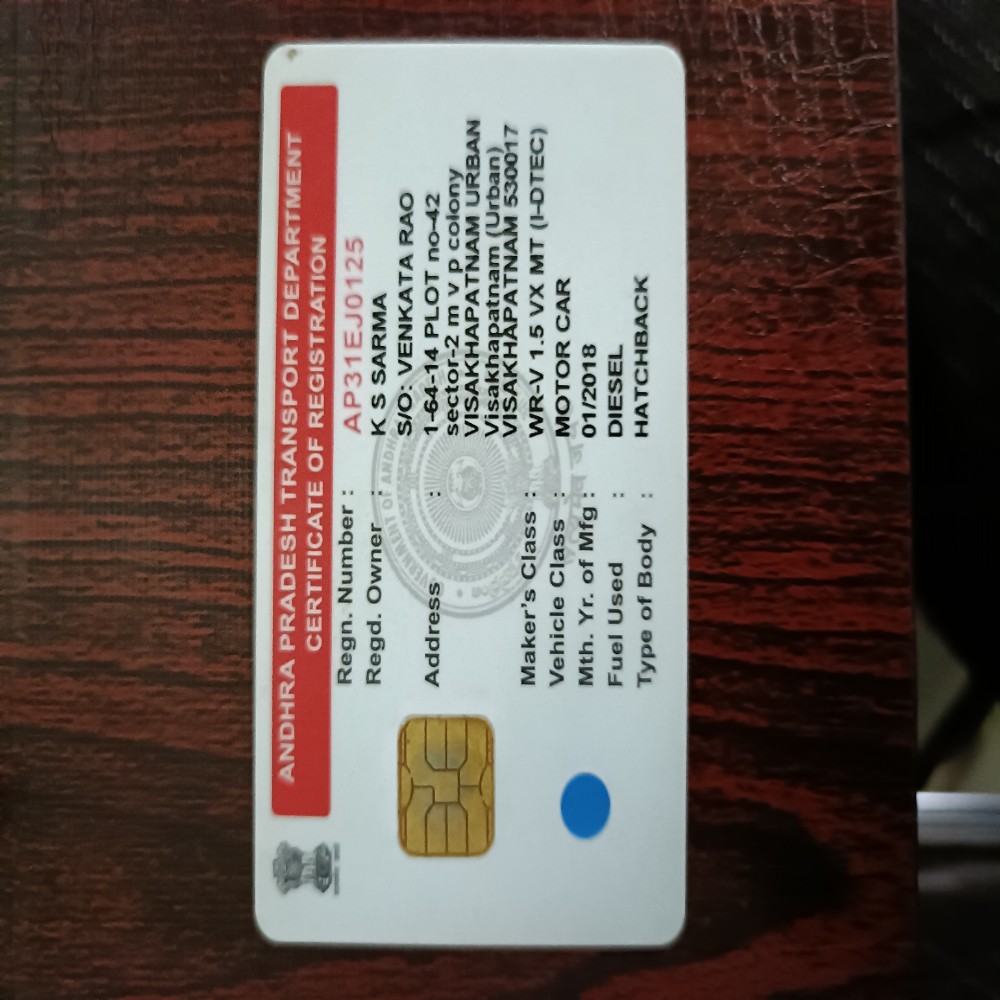 ANDHRA PRADESH TRANSPORT DEPARTMENT
CERTIFICATE OF REGISTRATION
Regn. Number : AP31EJ0125
Regd. Owner : K S SARMA
S/O: VENKATA RAO
Address : 1-64-14 PLOT no-42
sector-2 m v p colony
VISAKHAPATNAM URBAN
Visakhapatnam (Urban)
VISAKHAPATNAM 530017
Maker's Class : WR-V 1.5 VX MT (I-DTEC)
Vehicle Class : MOTOR CAR
Mth. Yr. of Mfg : 01/2018
Fuel Used : DIESEL
Type of Body : HATCHBACK